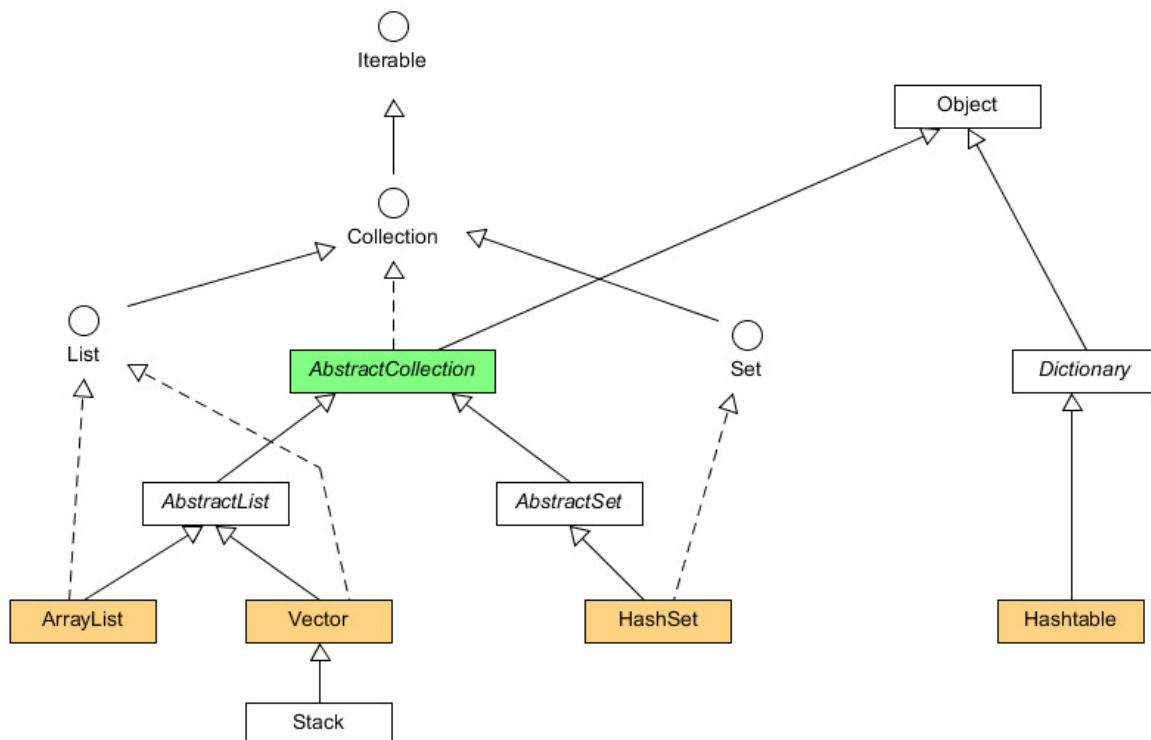 Iterable
Object
Collection
List
AbstractCollection
Set
Dictionary
AbstractList
AbstractSet
ArrayList
Vector
HashSet
Hashtable
Stack